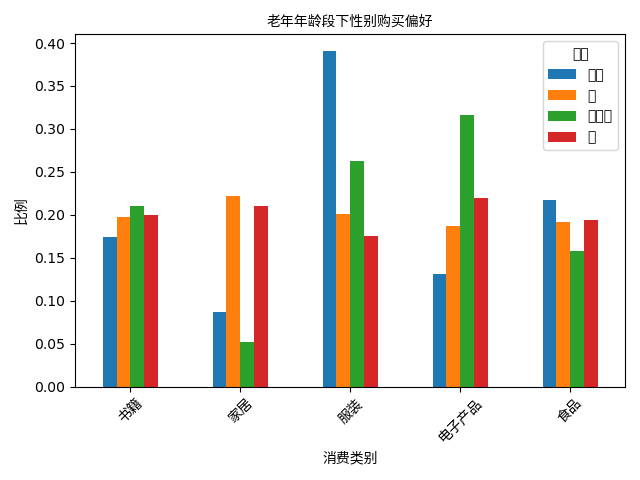 老年年龄段下性别购买偏好
0.40
0.35
0.30
0.25
0.20
0.15
0.10
0.05
0.00
比例
书籍
家居
服装
电子产品
食品
消费类别